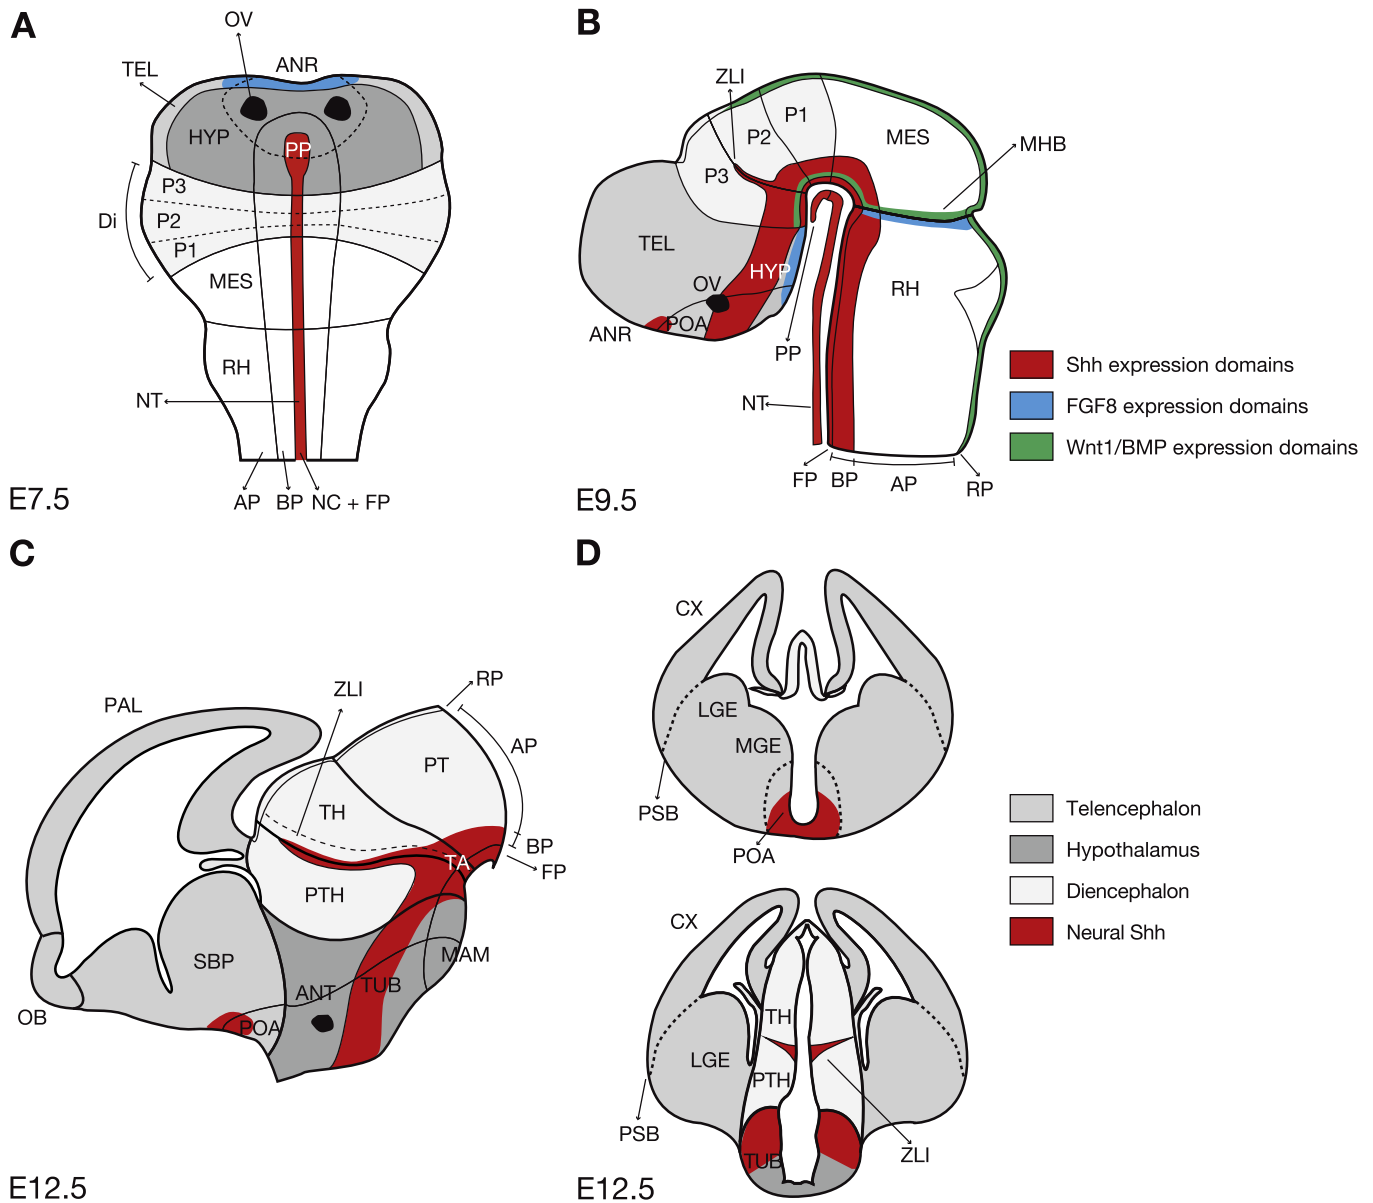 A
OV
TEL
ANR
HYP
PP
P3
Di
P2
P1
MES
RH
NT
AP
BP
NC + FP
E7.5
B
ZLI
P1
P2
MES
MHB
P3
TEL
HYP
OV
RH
POA
ANR
PP
NT
FP
BP
AP
RP
E9.5
Shh expression domains
FGF8 expression domains
Wnt1/BMP expression domains
C
PAL
ZLI
RP
AP
PT
TH
BP
TA
FP
PTH
MAM
SBP
TUB
ANT
OB
POA
E12.5
D
CX
LGE
MGE
PSB
POA
CX
TH
LGE
PTH
PSB
ZLI
TUB
E12.5
Telencephalon
Hypothalamus
Diencephalon
Neural Shh